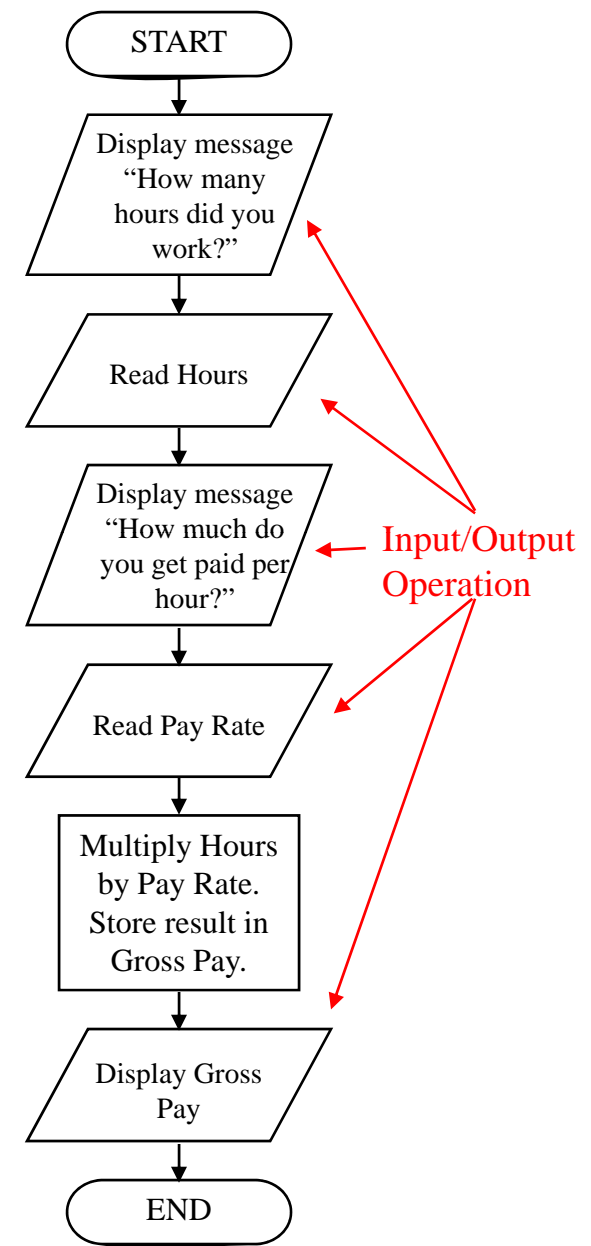 START
Display message
“How many
hours did you
work?”
Read Hours
Display message
“How much do
you get paid per
hour?”
Input/Output
Operation
Read Pay Rate
Multiply Hours
by Pay Rate.
Store result in
Gross Pay.
Display Gross
Pay
END